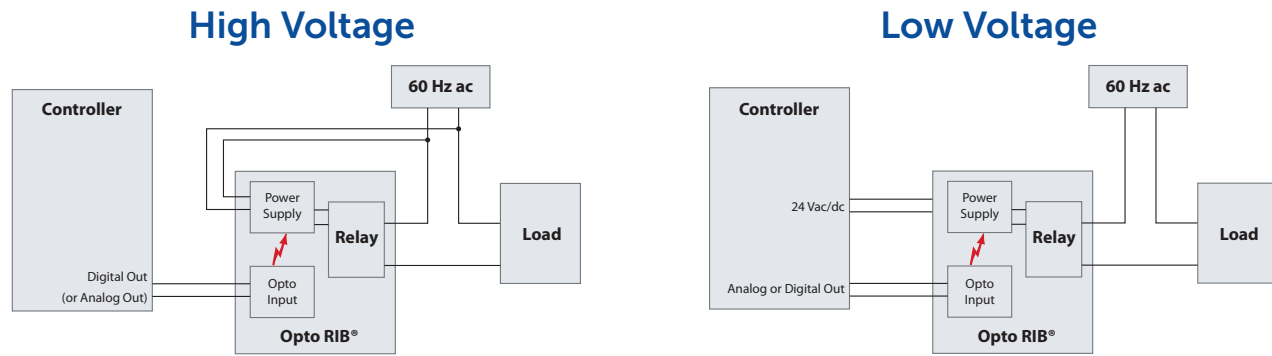 High Voltage
60 Hz ac
Controller
Power
Supply
Relay
Load
Digital Out
(or Analog Out)
Opto
Input
Opto RIB®
Low Voltage
60 Hz ac
Controller
24 Vac/dc
Power
Supply
Relay
Load
Analog or Digital Out
Opto
Input
Opto RIB®